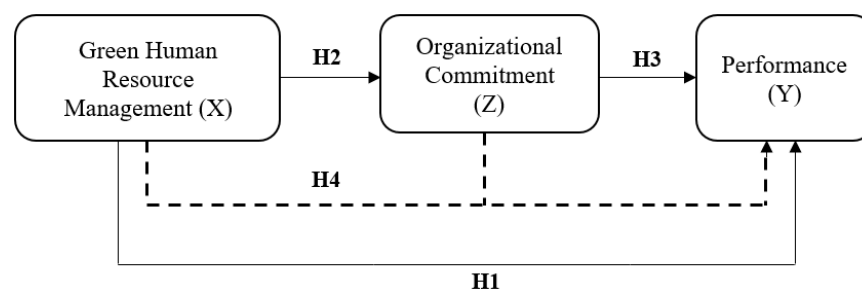 Green Human
Resource
Management (X)
H2
Organizational
Commitment
(Z)
H3
Performance
(Y)
H4
H1